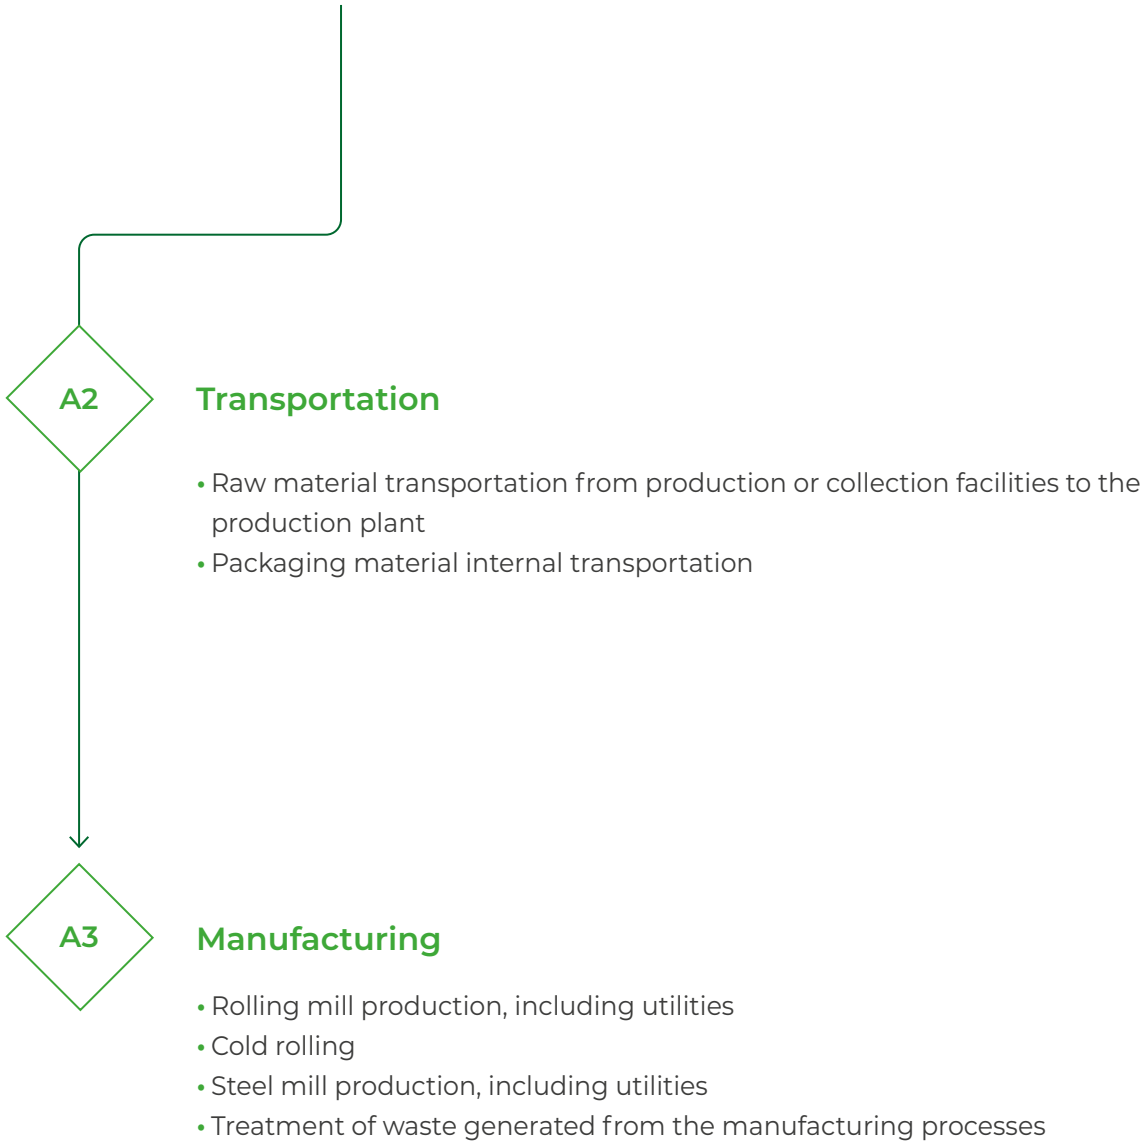 A2
Transportation
• Raw material transportation from production or collection facilities to the
production plant
• Packaging material internal transportation
A3
Manufacturing
• Rolling mill production, including utilities
• Cold rolling
• Steel mill production, including utilities
• Treatment of waste generated from the manufacturing processes